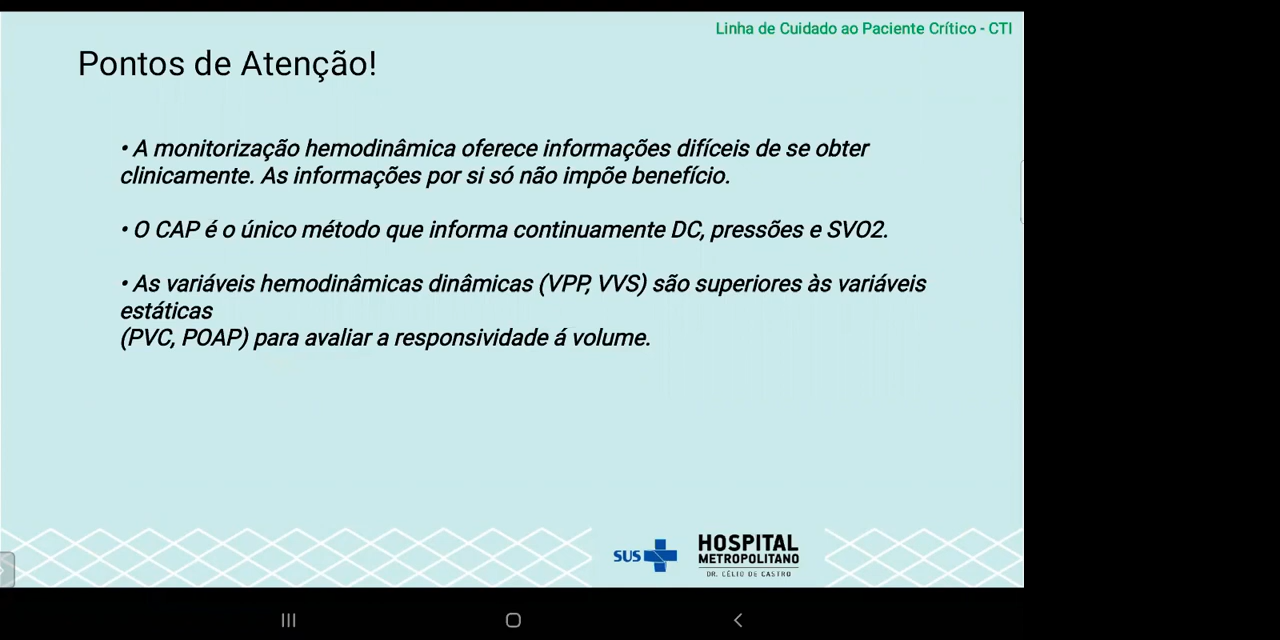 Linha de Cuidado ao Paciente Crítico - CTI
Pontos de Atenção!
• A monitorização hemodinâmica oferece informações difíceis de se obter
clinicamente. As informações por si só não impõe benefício.
• O CAP é o único método que informa continuamente DC, pressões e SVO2.
• As variáveis hemodinâmicas dinâmicas (VPP, VVS) são superiores às variáveis
estáticas
(PVC, POAP) para avaliar a responsividade á volume.
SUS
HOSPITAL
METROPOLITANO
DR. CÉLIO DE CASTRO